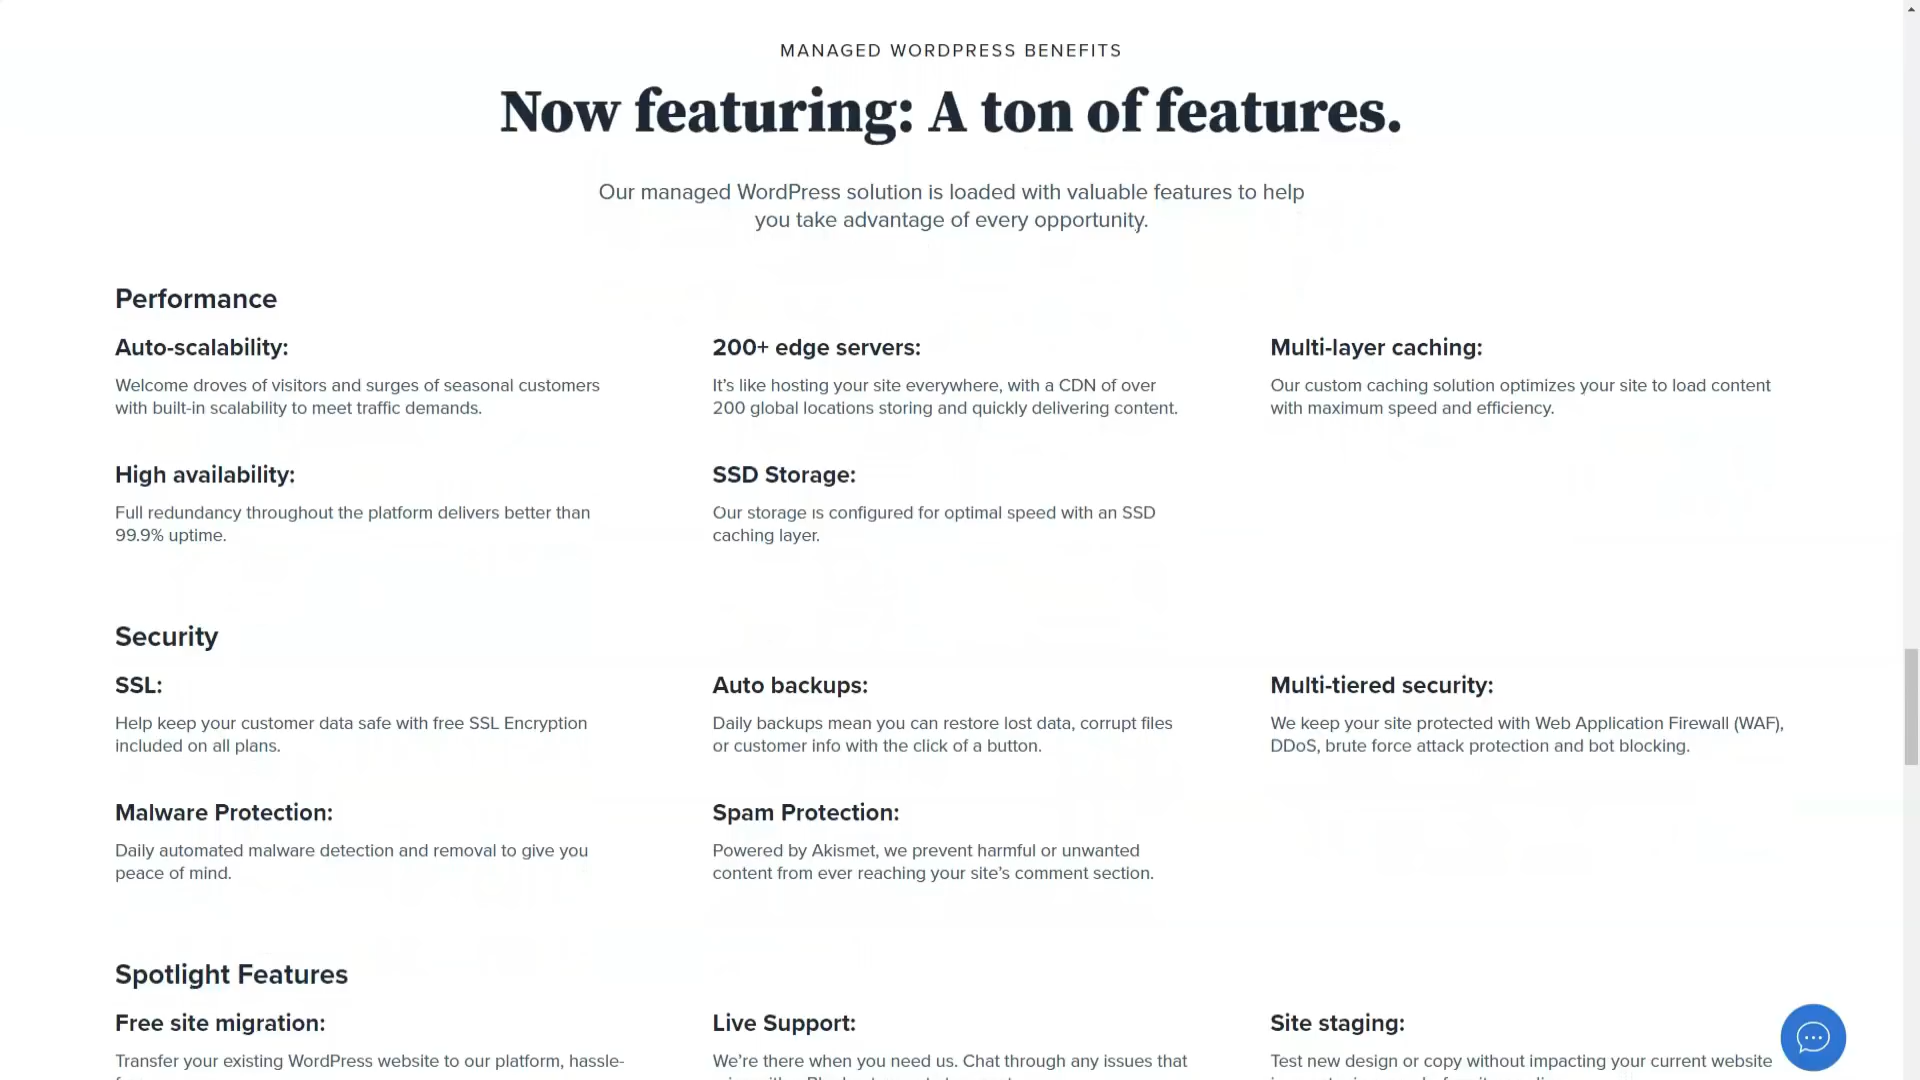 MANAGED WORDPRESS BENEFITS
Now featuring: A ton of features.
Our managed WordPress solution is loaded with valuable features to help
you take advantage of every opportunity.
Performance
Auto-scalability:
Welcome droves of visitors and surges of seasonal customers
with built-in scalability to meet traffic demands.
200+ edge servers:
It’s like hosting your site everywhere, with a CDN of over
200 global locations storing and quickly delivering content.
Multi-layer caching:
Our custom caching solution optimizes your site to load content
with maximum speed and efficiency.
High availability:
Full redundancy throughout the platform delivers better than
99.9% uptime.
SSD Storage:
Our storage is configured for optimal speed with an SSD
caching layer.
Security
SSL:
Help keep your customer data safe with free SSL Encryption
included on all plans.
Auto backups:
Daily backups mean you can restore lost data, corrupt files
or customer info with the click of a button.
Multi-tiered security:
We keep your site protected with Web Application Firewall (WAF),
DDoS, brute force attack protection and bot blocking.
Malware Protection:
Daily automated malware detection and removal to give you
peace of mind.
Spam Protection:
Powered by Akismet, we prevent harmful or unwanted
content from ever reaching your site’s comment section.
Spotlight Features
Free site migration:
Transfer your existing WordPress website to our platform, hassle-
Live Support:
We’re there when you need us. Chat through any issues that
Site staging:
Test new design or copy without impacting your current website